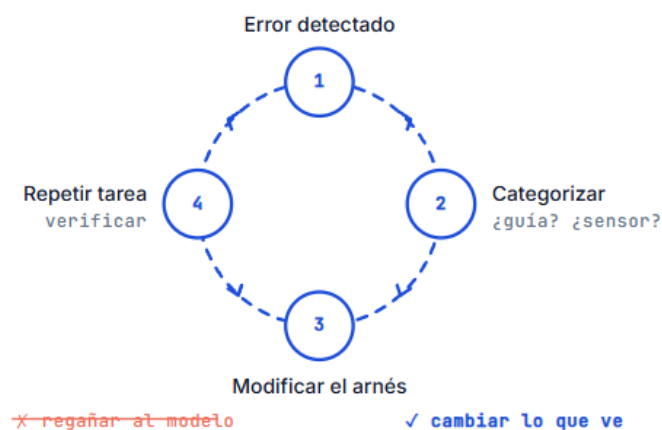 Error detectado
1
Repetir tarea
verificar
4
2
Categorizar
¿guía? ¿sensor?
3
Modificar el arnés
✗ regañar al modelo
✓ cambiar lo que ve